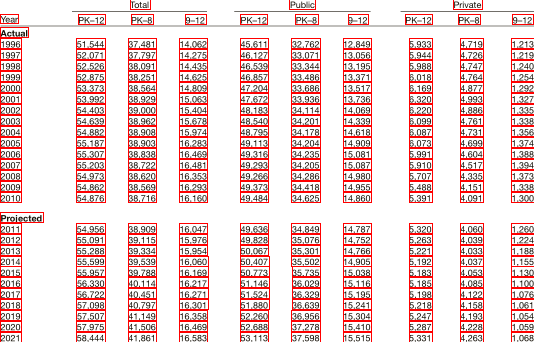 Total Public Private
PK–12 PK–8 9–12 PK–12 PK–8 9–12 PK–12 PK–8 9–12
Year
Actual
1996 51,544 37,481 14,062 45,611 32,762 12,849 5,933 4,719 1,213
1997 52,071 37,797 14,275 46,127 33,071 13,056 5,944 4,726 1,219
1998 52,526 38,091 14,435 46,539 33,344 13,195 5,988 4,747 1,240
1999 52,875 38,251 14,625 46,857 33,486 13,371 6,018 4,764 1,254
2000 53,373 38,564 14,809 47,204 33,686 13,517 6,169 4,877 1,292
2001 53,992 38,929 15,063 47,672 33,936 13,736 6,320 4,993 1,327
2002 54,403 39,000 15,404 48,183 34,114 14,069 6,220 4,886 1,335
2003 54,639 38,962 15,678 48,540 34,201 14,339 6,099 4,761 1,338
2004 54,882 38,908 15,974 48,795 34,178 14,618 6,087 4,731 1,356
2005 55,187 38,903 16,283 49,113 34,204 14,909 6,073 4,699 1,374
2006 55,307 38,838 16,469 49,316 34,235 15,081 5,991 4,604 1,388
2007 55,203 38,722 16,481 49,293 34,205 15,087 5,910 4,517 1,394
2008 54,973 38,620 16,353 49,266 34,286 14,980 5,707 4,335 1,373
2009 54,862 38,569 16,293 49,373 34,418 14,955 5,488 4,151 1,338
2010 54,876 38,716 16,160 49,484 34,625 14,860 5,391 4,091 1,300
Projected
2011 54,956 38,909 16,047 49,636 34,849 14,787 5,320 4,060 1,260
2012 55,091 39,115 15,976 49,828 35,076 14,752 5,263 4,039 1,224
2013 55,288 39,334 15,954 50,067 35,301 14,766 5,221 4,033 1,188
2014 55,599 39,539 16,060 50,407 35,502 14,905 5,192 4,037 1,155
2015 55,957 39,788 16,169 50,773 35,735 15,038 5,183 4,053 1,130
2016 56,330 40,114 16,217 51,146 36,029 15,116 5,185 4,085 1,100
2017 56,722 40,451 16,271 51,524 36,329 15,195 5,198 4,122 1,076
2018 57,098 40,797 16,301 51,880 36,639 15,241 5,218 4,158 1,061
2019 57,507 41,149 16,358 52,260 36,956 15,304 5,247 4,193 1,054
2020 57,975 41,506 16,469 52,688 37,278 15,410 5,287 4,228 1,059
2021 58,444 41,861 16,583 53,113 37,598 15,515 5,331 4,263 1,068